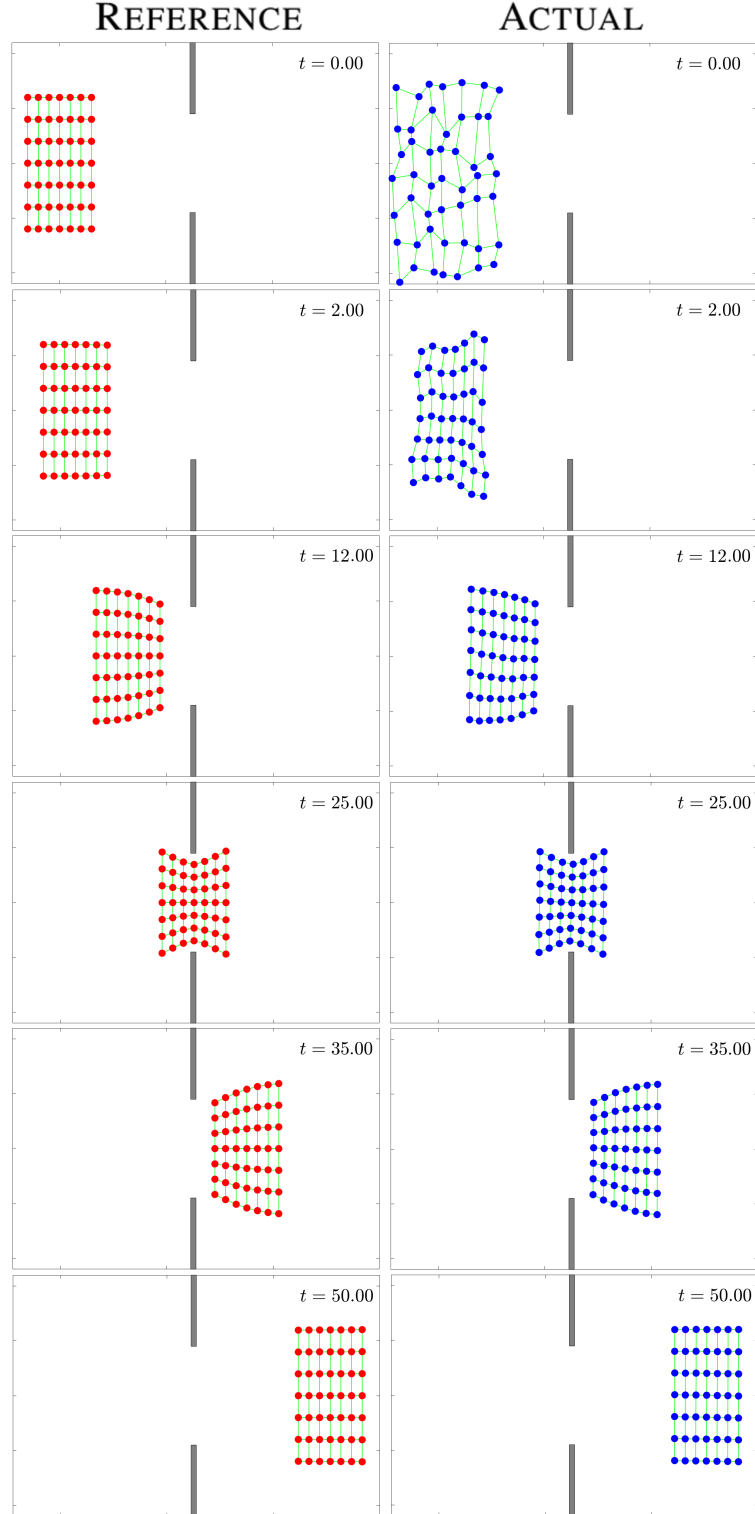 REFERENCE ACTUAL
t = 0.00 t = 0.00
t = 2.00 t = 2.00
t = 12.00 t = 12.00
t = 25.00 t = 25.00
t = 35.00 t = 35.00
t = 50.00 t = 50.00